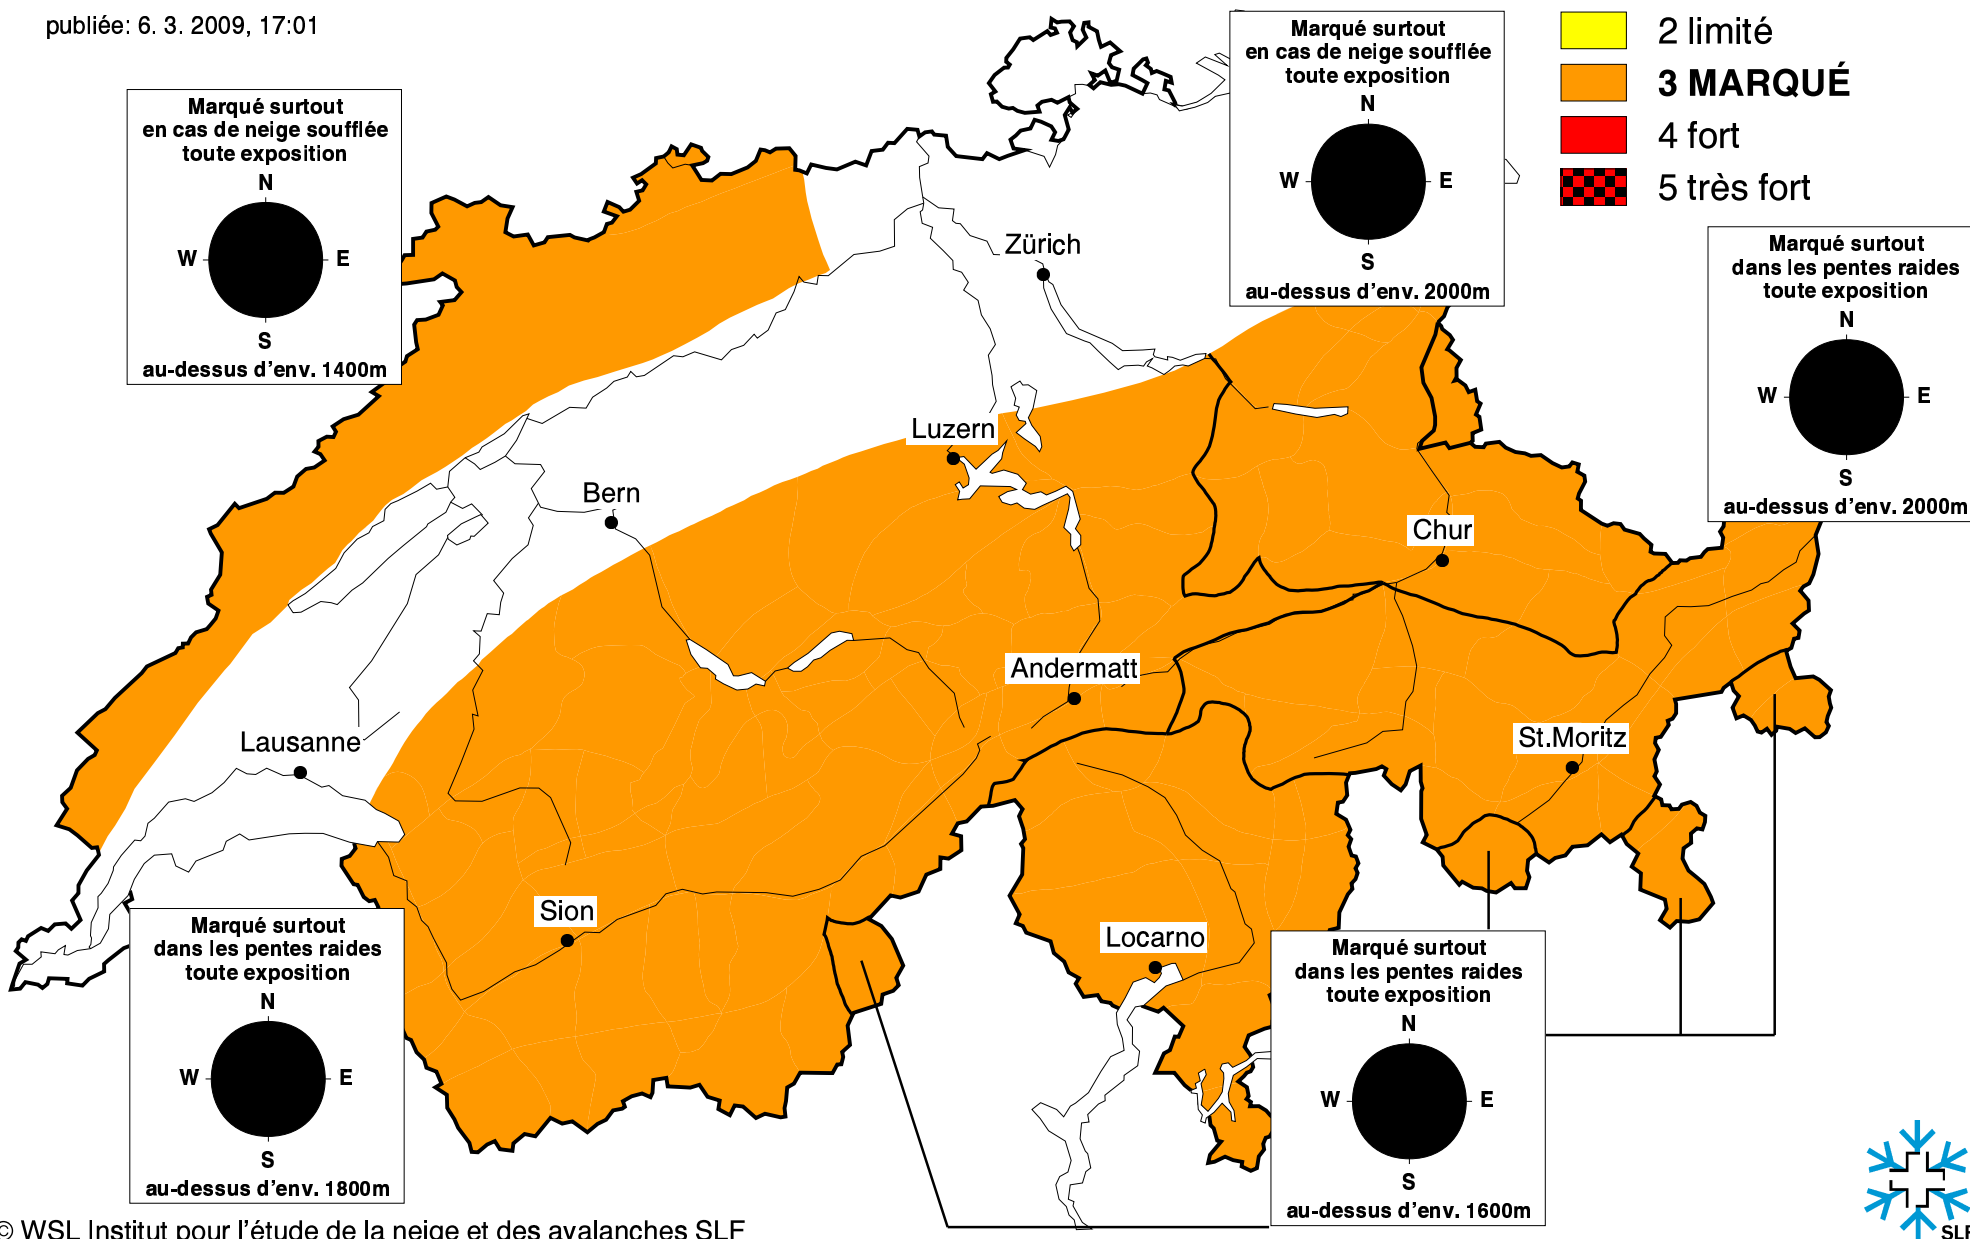 publiée: 6. 3. 2009, 17:01
2 limité
3 MARQUÉ
4 fort
5 très fort
Marqué surtout
en cas de neige soufflée
toute exposition
N
W
E
S
au-dessus d'env. 1400m
Marqué surtout
en cas de neige soufflée
toute exposition
N
W
E
S
au-dessus d'env. 2000m
Marqué surtout
dans les pentes raides
toute exposition
N
W
E
S
au-dessus d'env. 2000m
Zürich
Luzern
Bern
Chur
Andermatt
Lausanne
St.Moritz
Sion
Locarno
Marqué surtout
dans les pentes raides
toute exposition
N
W
E
S
au-dessus d'env. 1800m
Marqué surtout
dans les pentes raides
toute exposition
N
W
E
S
au-dessus d'env. 1600m
© WSL Institut pour l'étude de la neige et des avalanches SLF
SLF